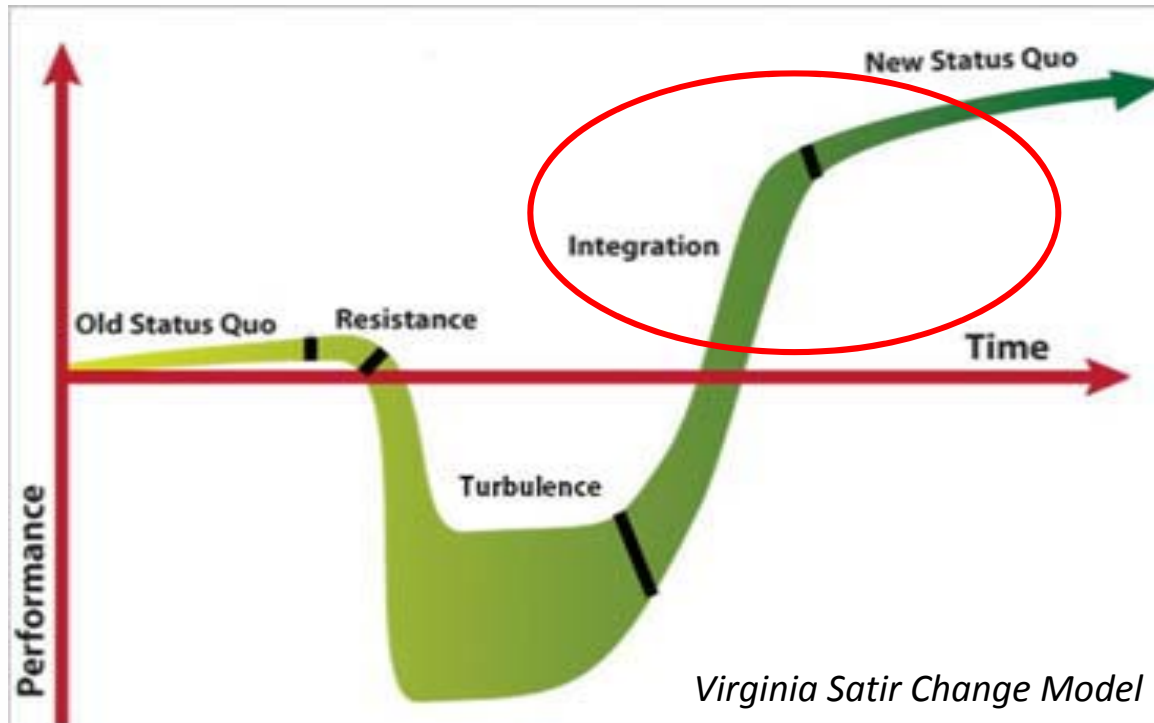 New Status Quo
Integration
Old Status Quo
Resistance
Time
Turbulence
Performance
Virginia Satir Change Model